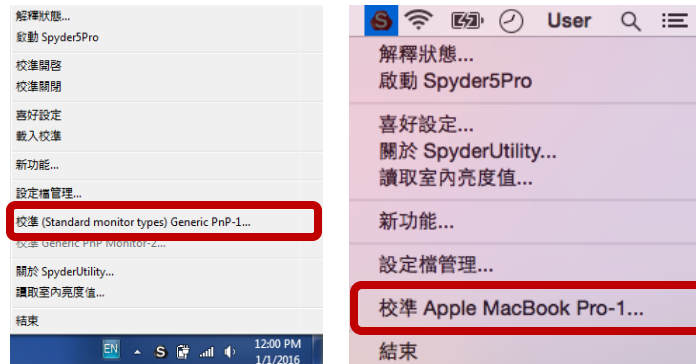 解釋狀態...
啟動 Spyder5Pro
校準開啓
校準關閉
喜好設定
載入校準
新功能...
設定檔管理...
校準 (Standard monitor types) Generic PnP-1...
校準 Generic PnP Monitor-2...
關於 SpyderUtility...
讀取室內亮度值...
結束
EN S 12:00 PM
1/1/2016
S User
解釋狀態...
啟動 Spyder5Pro
喜好設定...
關於 SpyderUtility...
讀取室內亮度值...
新功能...
設定檔管理...
校準 Apple MacBook Pro-1...
結束